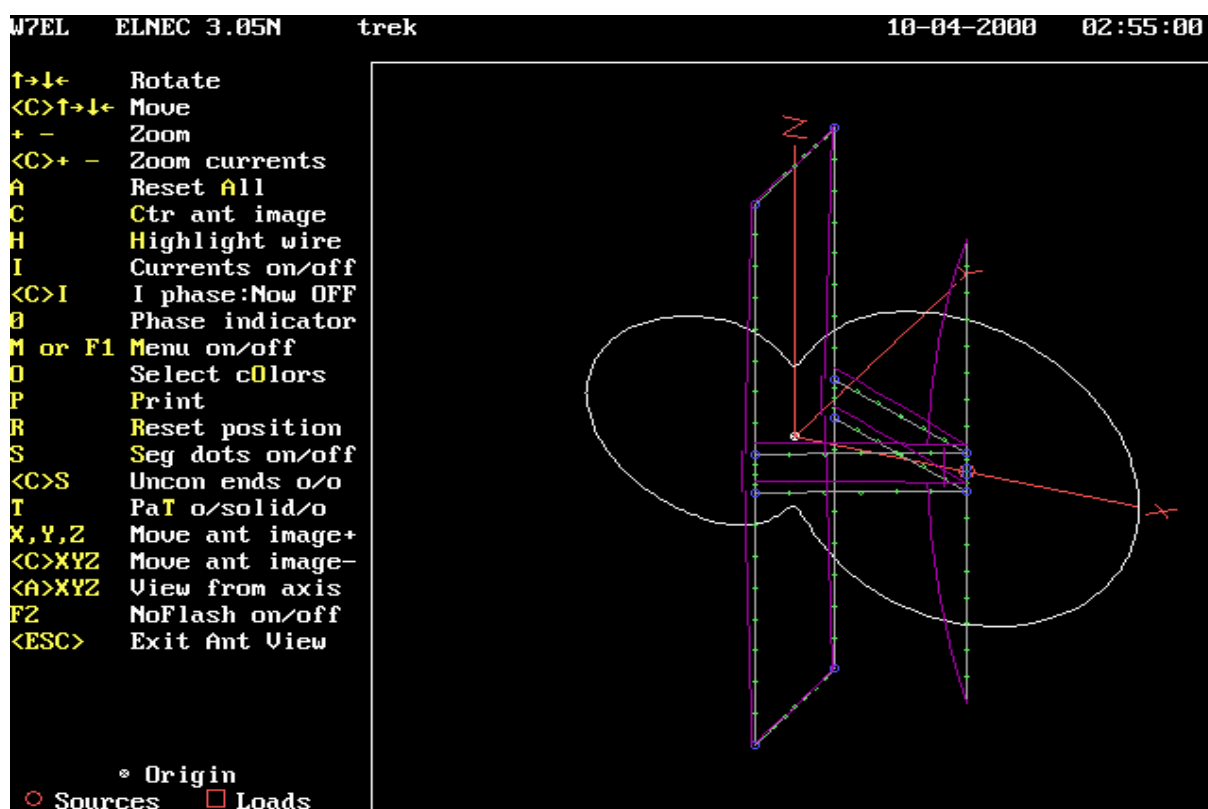 W7EL ELNEC 3.05N trek 10-04-2000 02:55:00
↑→↓← Rotate
<C>↑→↓← Move
+ - Zoom
<C>+ - Zoom currents
A Reset All
C Ctr ant image
H Highlight wire
I Currents on/off
<C>I I phase:Now OFF
0 Phase indicator
M or F1 Menu on/off
O Select cOlors
P Print
R Reset position
S Seg dots on/off
<C>S Uncon ends o/o
T PaT o/solid/o
X,Y,Z Move ant image+
<C>XYZ Move ant image-
<A>XYZ View from axis
F2 NoFlash on/off
<ESC> Exit Ant View
Origin
Sources Loads
Z
Y
X